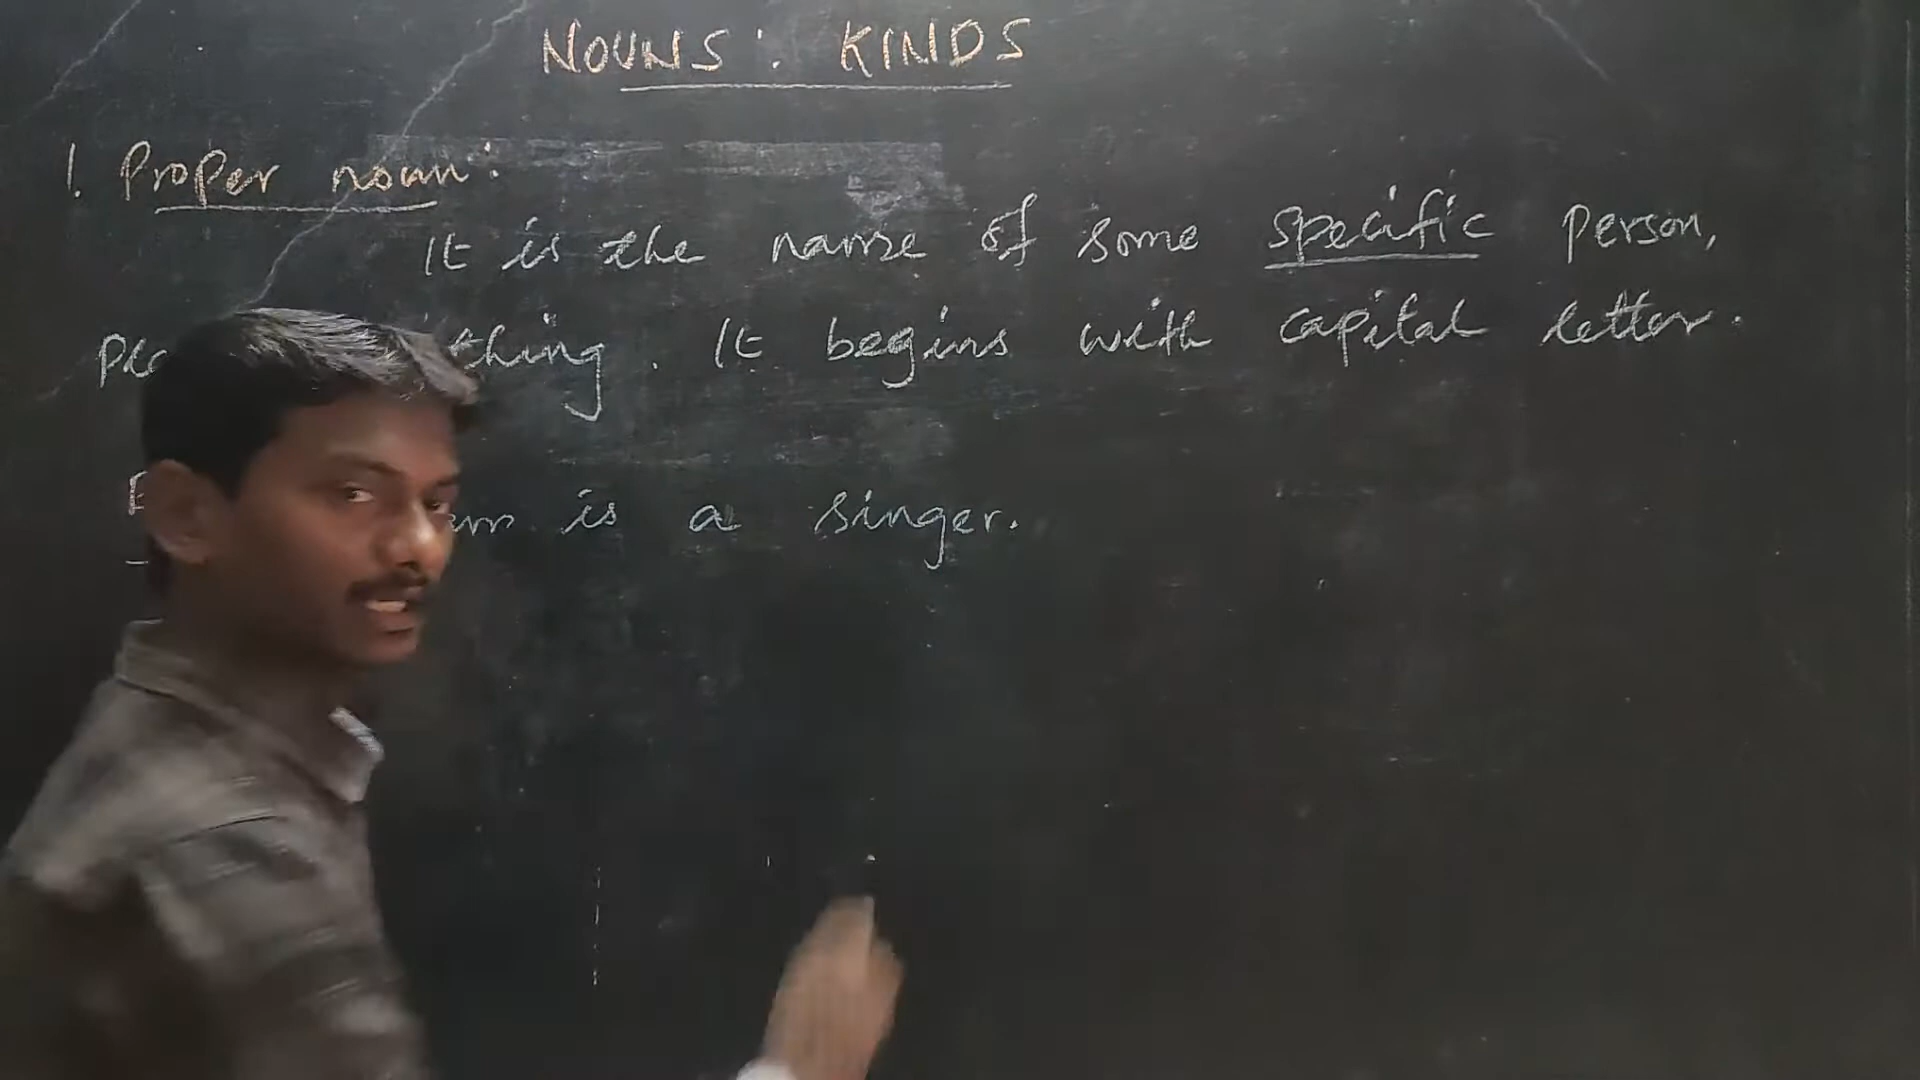 NOUNS: KINDS
1. Proper noun:
It is the name of some specific person,
thing. It begins with capital letter.
is a singer.